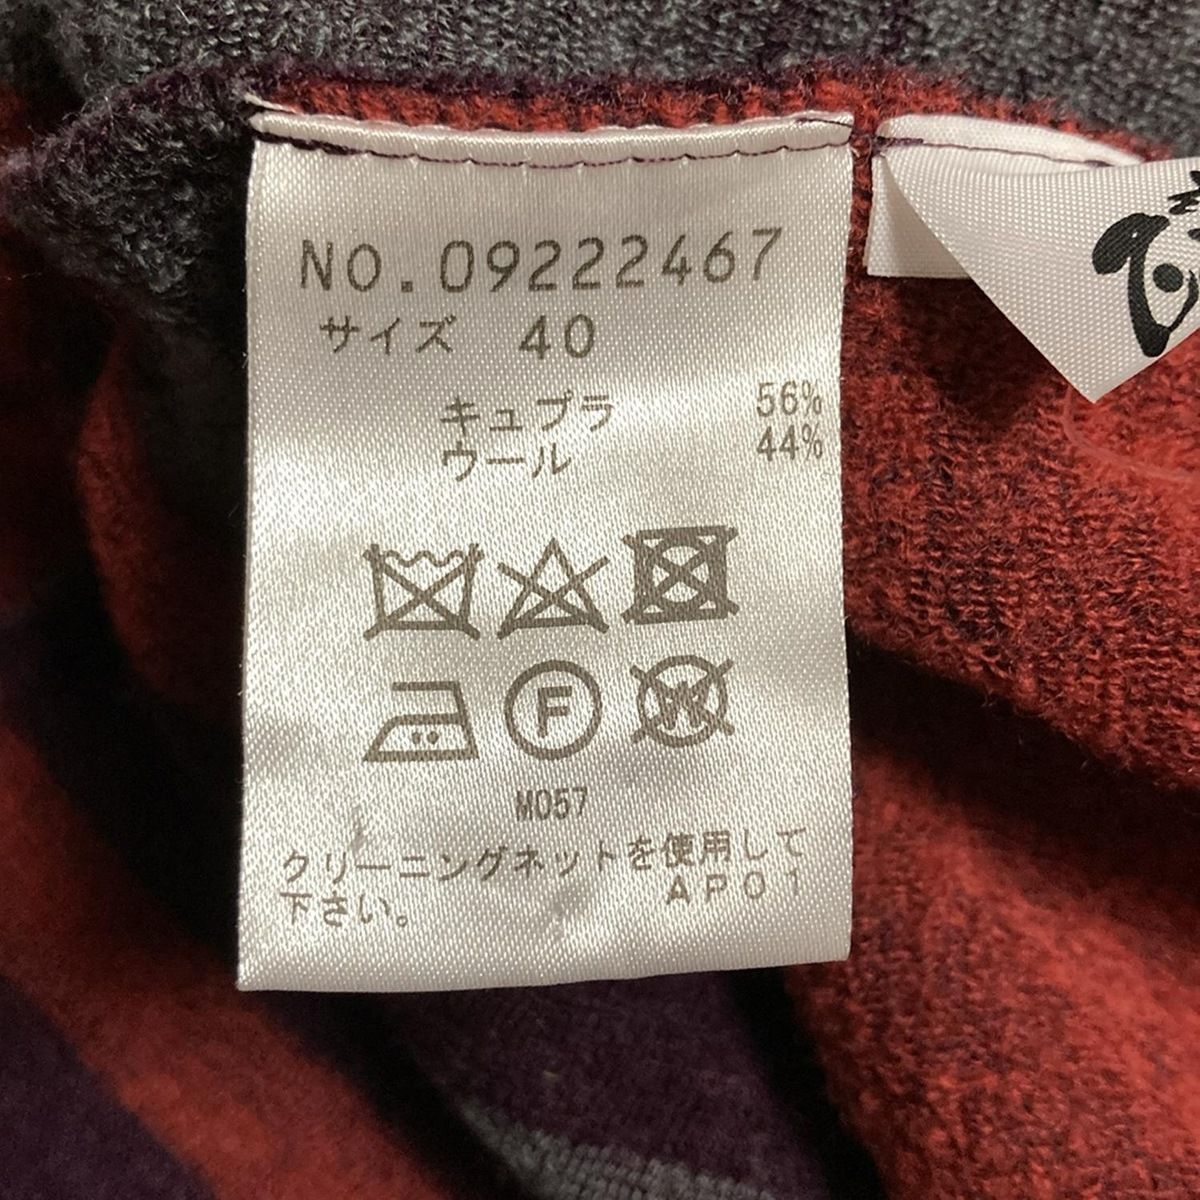 NO.09222467
サイズ 40
キュプラ 56%
ウール 44%
F
W
M057
クリーニングネットを使用して
下さい。 AP01